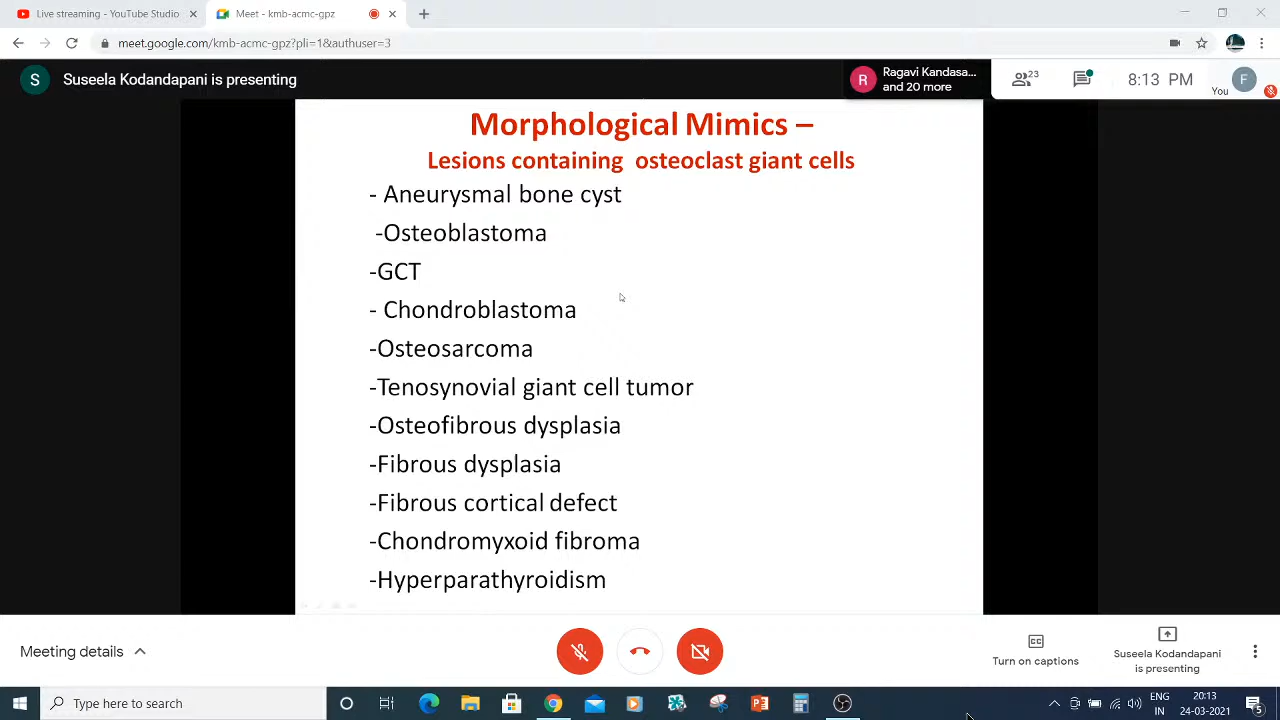 Live streaming - YouTube Studio
Meet - kmb-acmc-gpz
meet.google.com/kmb-acmc-gpz?pli=1&authuser=3
S
Suseela Kodandapani is presenting
R
Ragavi Kandasa...
and 20 more
23
8:13 PM
You
F
Morphological Mimics –
Lesions containing osteoclast giant cells
- Aneurysmal bone cyst
-Osteoblastoma
-GCT
- Chondroblastoma
-Osteosarcoma
-Tenosynovial giant cell tumor
-Osteofibrous dysplasia
-Fibrous dysplasia
-Fibrous cortical defect
-Chondromyxoid fibroma
-Hyperparathyroidism
Meeting details
CC
Turn on captions
Suseela Kodandapani
is presenting
Type here to search
ENG
IN
20:13
24-03-2021